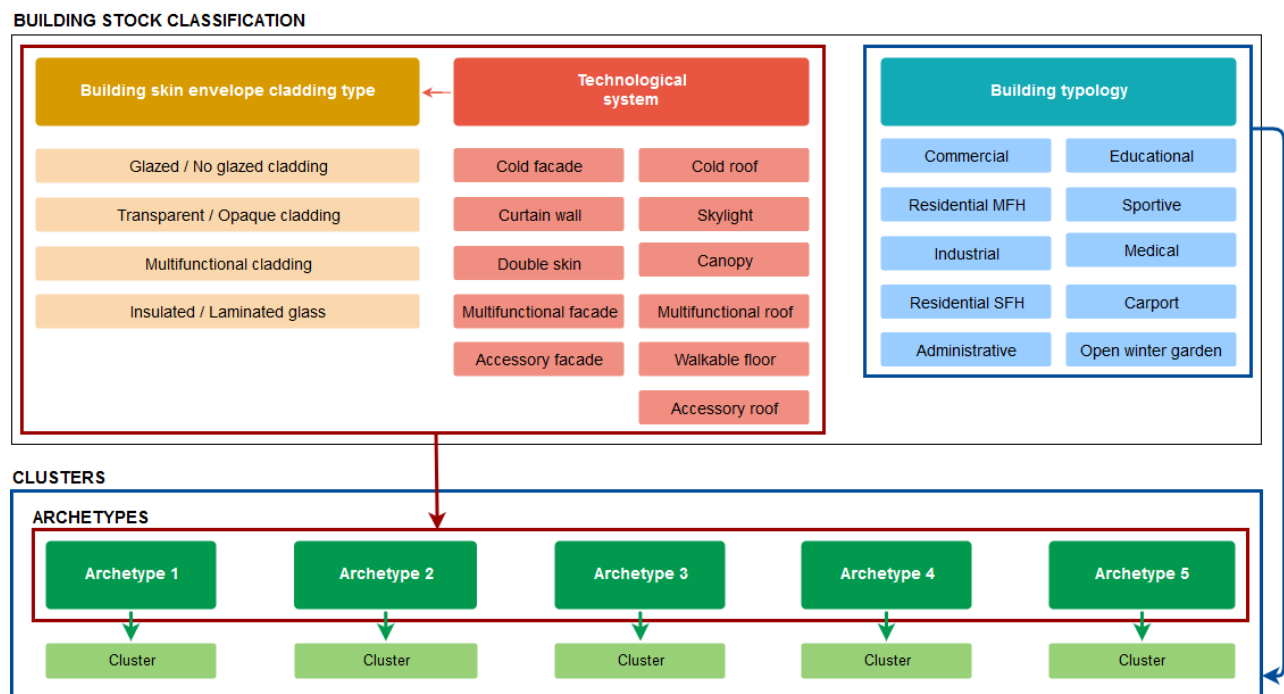 BUILDING STOCK CLASSIFICATION
Building skin envelope cladding type
Technological
system
Building typology
Glazed / No glazed cladding
Transparent / Opaque cladding
Multifunctional cladding
Insulated / Laminated glass
Cold facade
Cold roof
Curtain wall
Skylight
Double skin
Canopy
Multifunctional facade
Multifunctional roof
Accessory facade
Walkable floor
Accessory roof
Commercial
Educational
Residential MFH
Sportive
Industrial
Medical
Residential SFH
Carport
Administrative
Open winter garden
CLUSTERS
ARCHETYPES
Archetype 1
Archetype 2
Archetype 3
Archetype 4
Archetype 5
Cluster
Cluster
Cluster
Cluster
Cluster